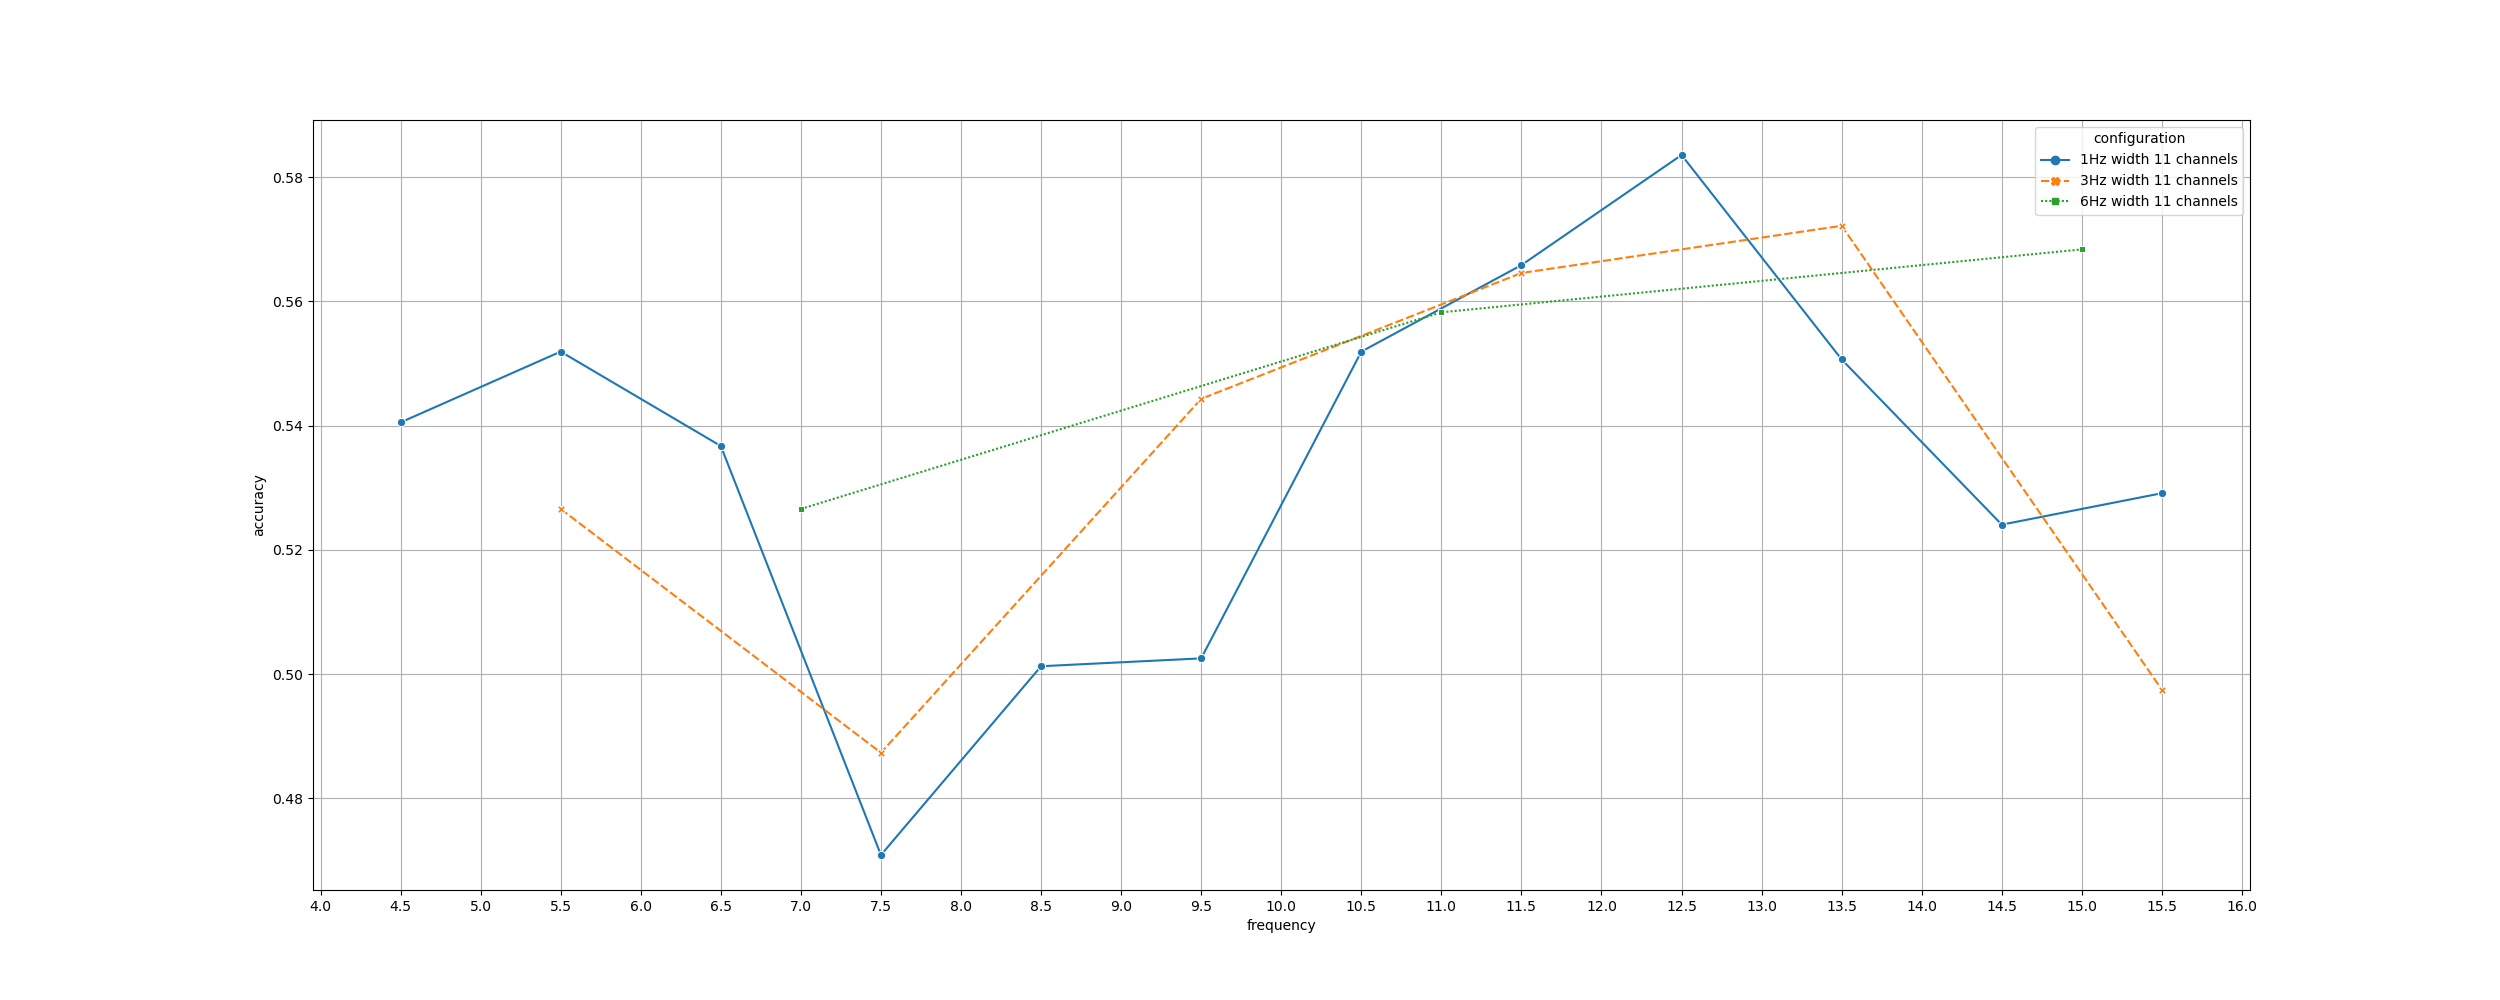 configuration
1Hz width 11 channels
3Hz width 11 channels
6Hz width 11 channels
0.58
0.56
0.54
0.52
0.50
0.48
accuracy
4.0 4.5 5.0 5.5 6.0 6.5 7.0 7.5 8.0 8.5 9.0 9.5 10.0 10.5 11.0 11.5 12.0 12.5 13.0 13.5 14.0 14.5 15.0 15.5 16.0
frequency